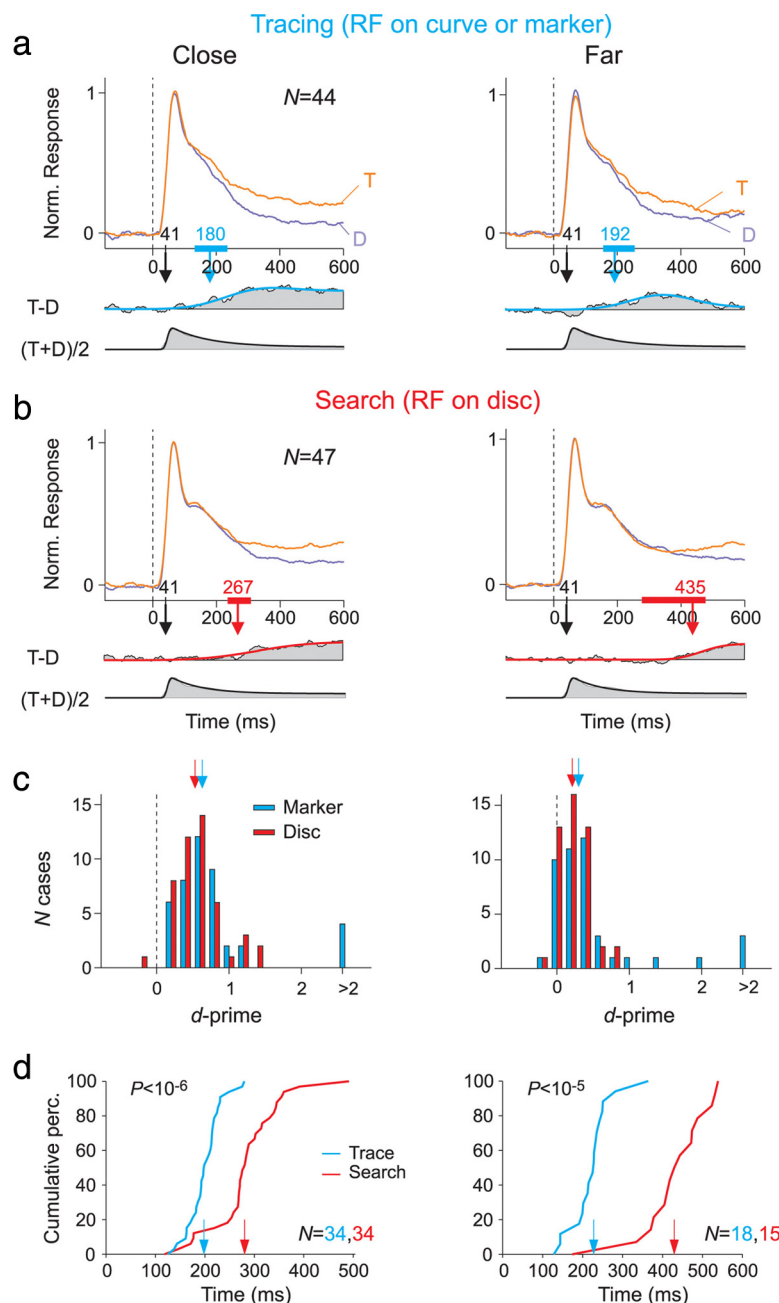 a
Tracing (RF on curve or marker)
Close
Far
Norm. Response
1
0
N=44
T
D
41
180
0 200 400 600
T-D
(T+D)/2
Norm. Response
1
0
T
D
41
192
0 200 400 600
b
Search (RF on disc)
Norm. Response
1
0
N=47
41
267
0 200 400 600
T-D
(T+D)/2
Time (ms)
Norm. Response
1
0
41
435
0 200 400 600
Time (ms)
c
N cases
15
10
5
0
Marker
Disc
0 1 2 >2
d-prime
15
10
5
0
0 1 2 >2
d-prime
d
Cumulative perc.
100
80
60
40
20
0
P<10-6
Trace
Search
N=34,34
0 100 200 300 400 500
Time (ms)
100
80
60
40
20
0
P<10-5
N=18,15
0 100 200 300 400 500 600
Time (ms)